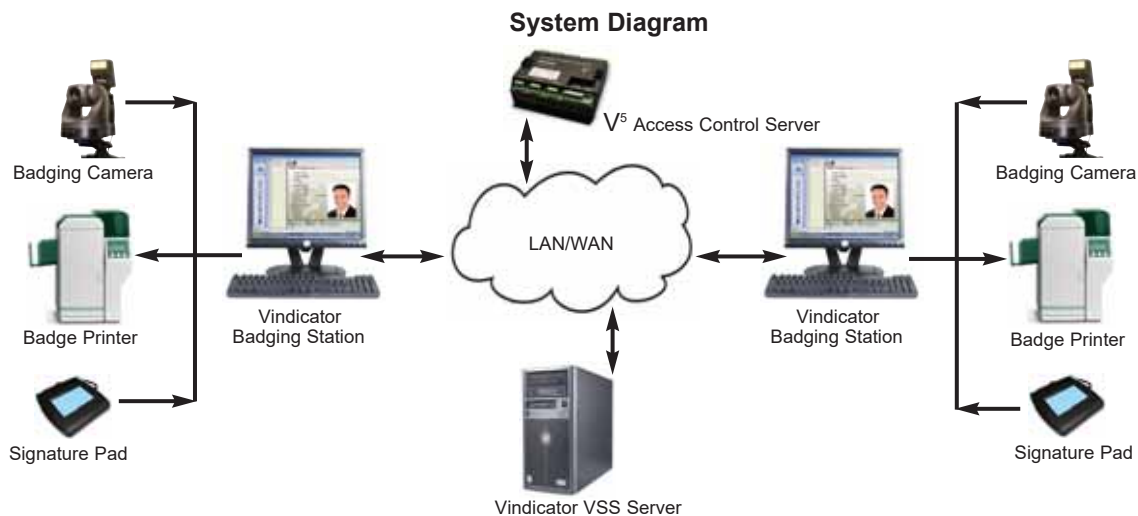 System Diagram
V⁵ Access Control Server
Badging Camera
Badging Camera
LAN/WAN
Vindicator
Badging Station
Vindicator
Badging Station
Badge Printer
Badge Printer
Signature Pad
Signature Pad
Vindicator VSS Server